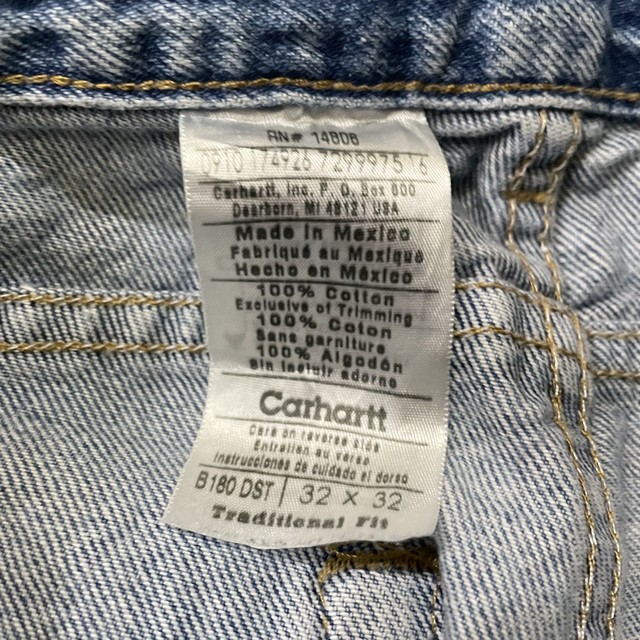 RN# 14806
0910 174926 7299975 6
Carhartt, Inc. P. O. Box 600
Dearborn, MI 48121 USA
Made in Mexico
Fabriqué au Mexique
Hecho en México
100% Cotton
Exclusive of Trimming
100% Coton
Sans garniture
100% Algodón
Sin incluir adorno
Carhartt
Care on reverse side
Entretien au verso
Instrucciones de cuidado al dorso
B180 DST | 32 X 32
Traditional Fit